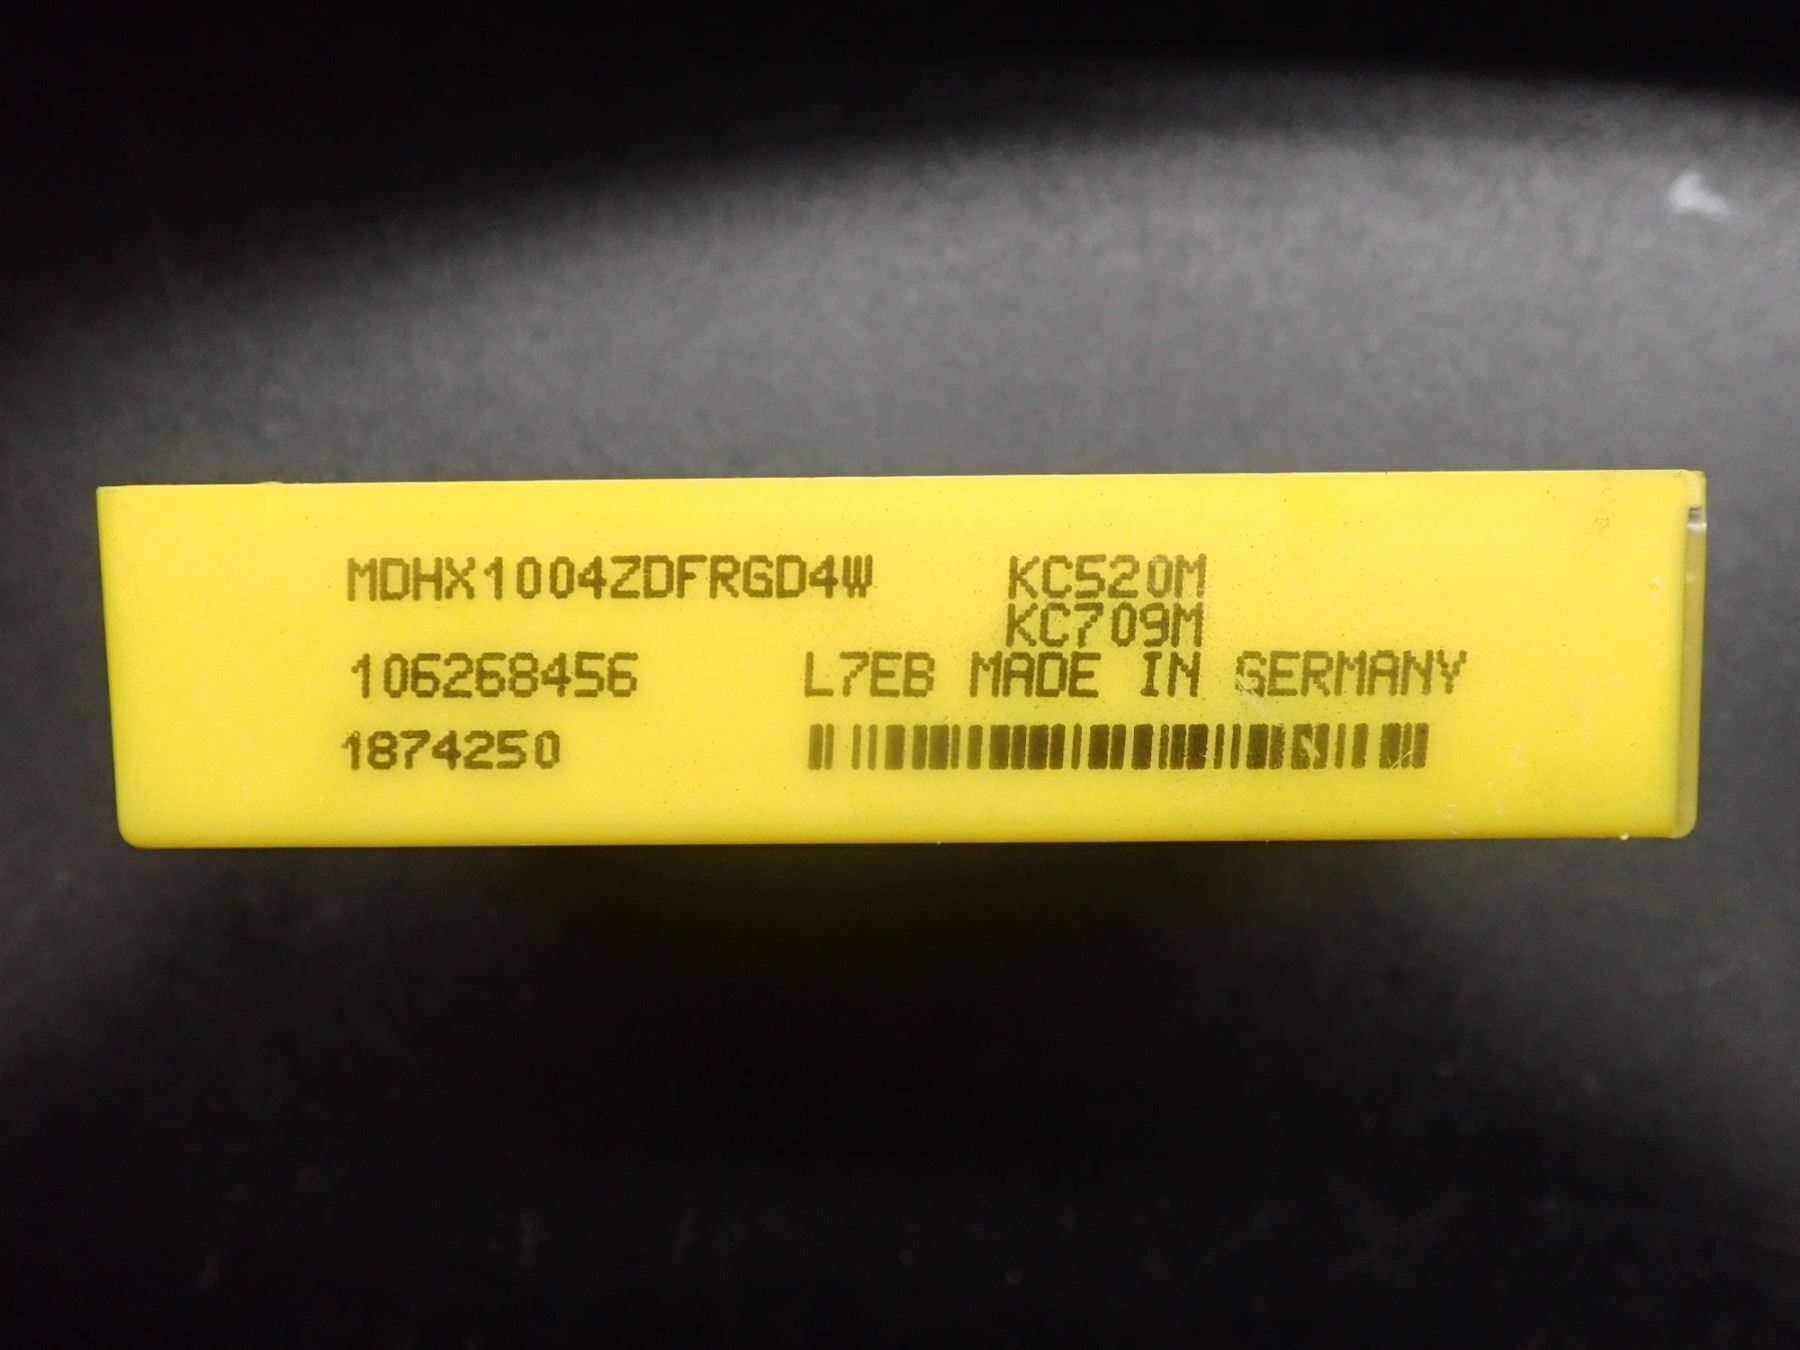 MDHX1004ZDFRGD4W KC520M
KC709M
106268456 L7EB MADE IN GERMANY
1874250